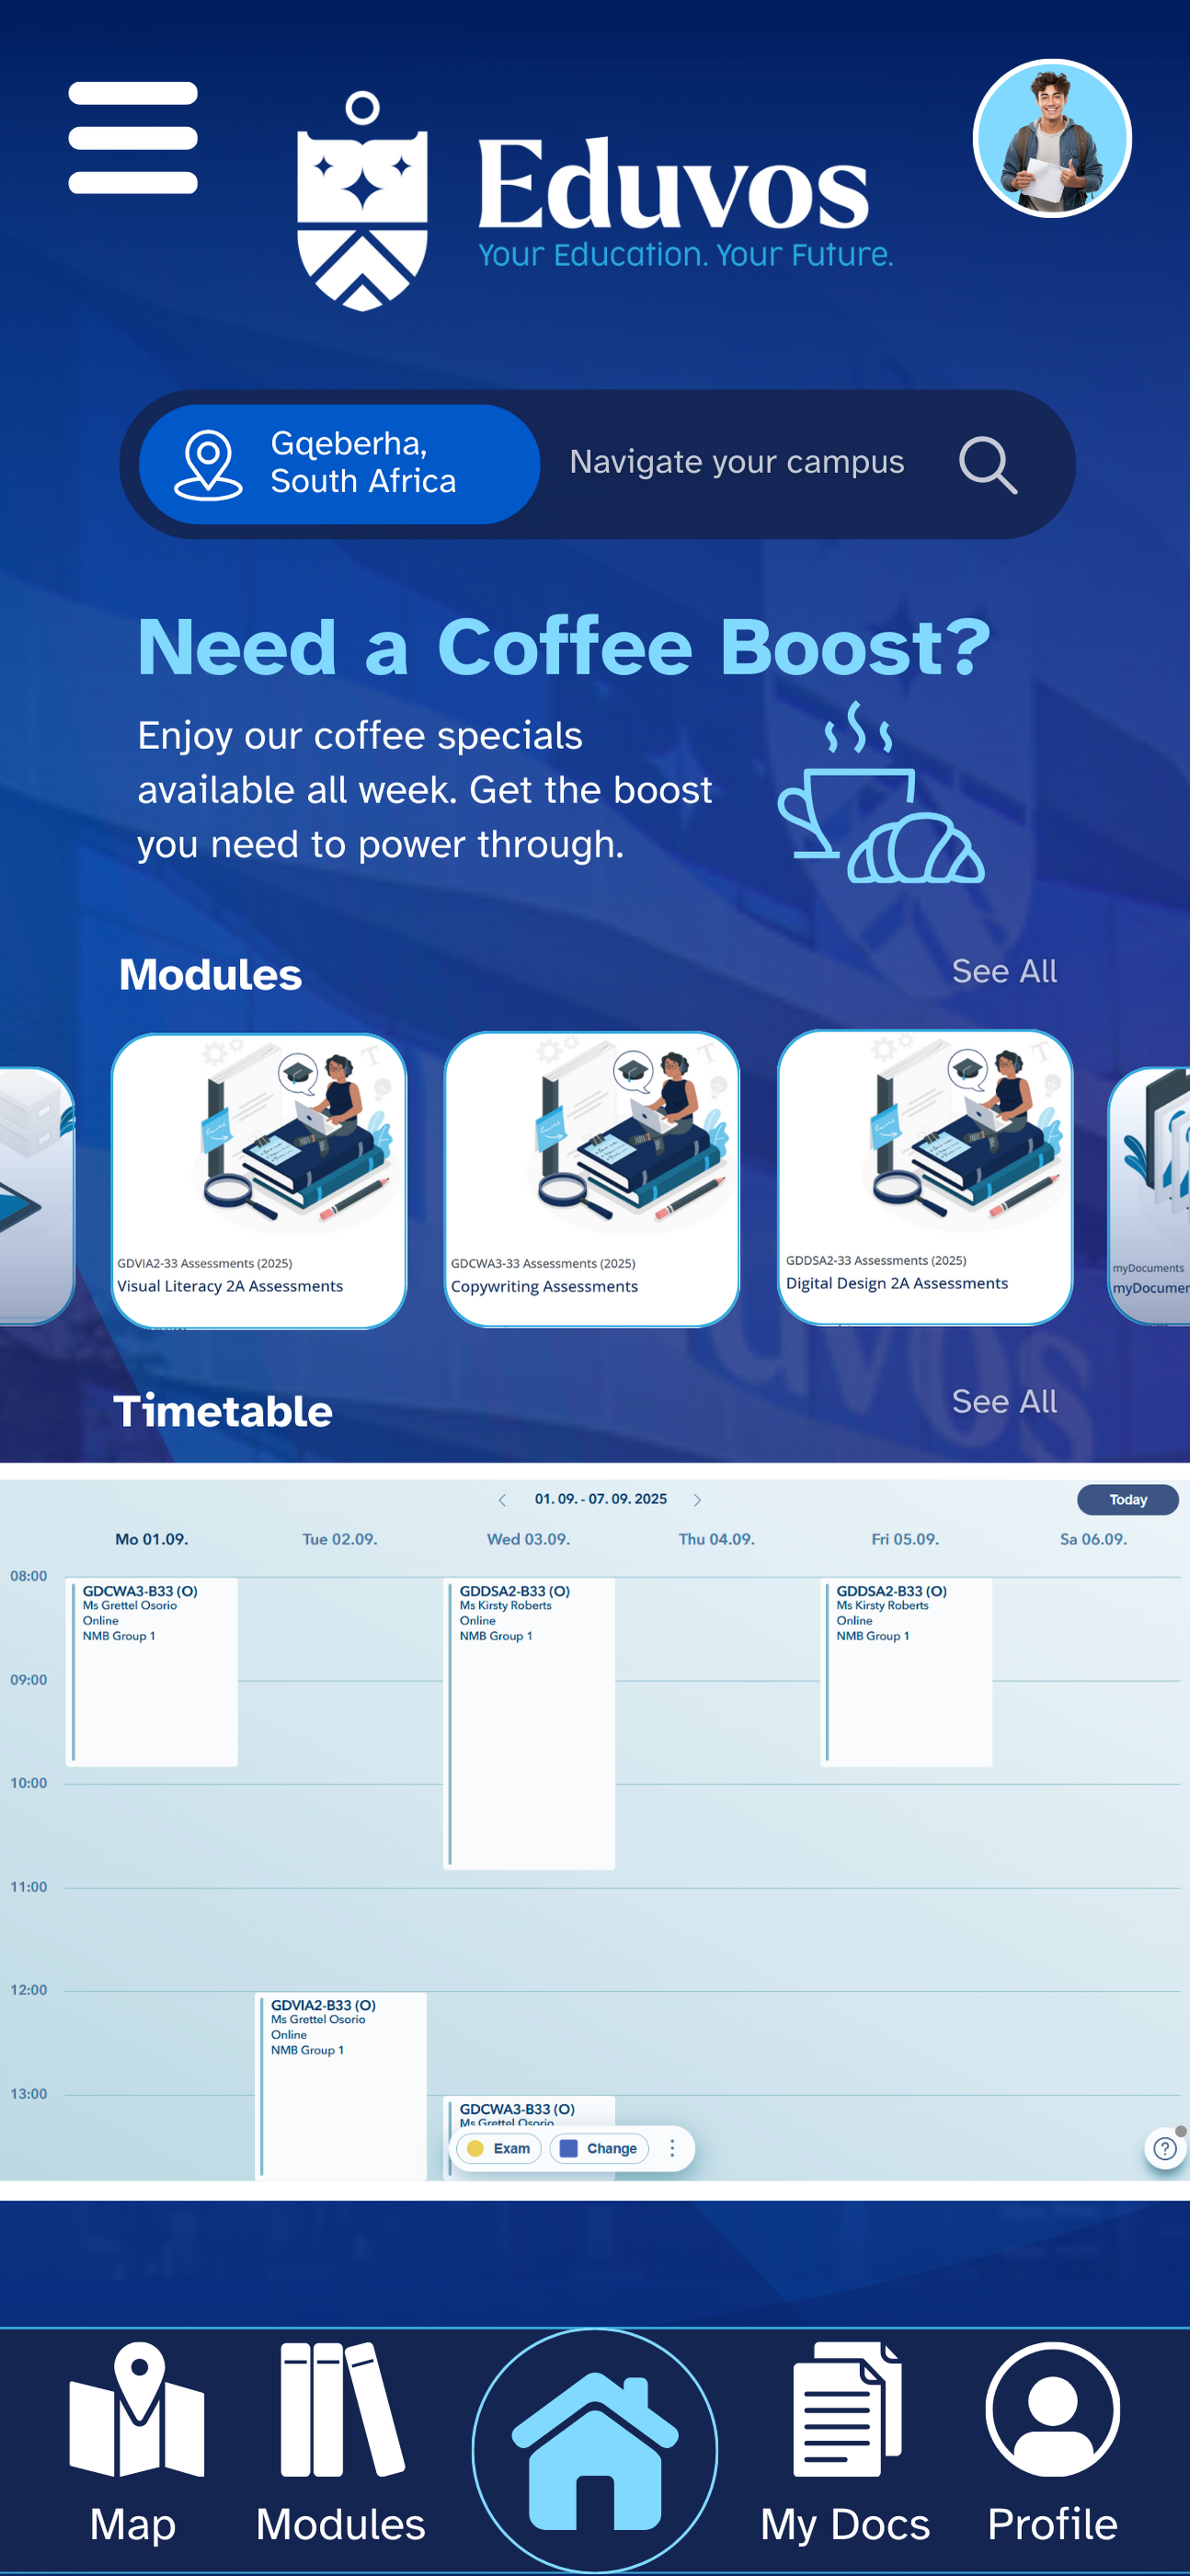 Eduvos
Your Education. Your Future.
Gqeberha,
South Africa
Navigate your campus
Need a Coffee Boost?
Enjoy our coffee specials
available all week. Get the boost
you need to power through.
Modules
See All
GDVIA2-33 Assessments (2025)
Visual Literacy 2A Assessments
GDCWA3-33 Assessments (2025)
Copywriting Assessments
GDDSA2-33 Assessments (2025)
Digital Design 2A Assessments
myDocuments
myDocumen
Timetable
See All
01. 09. - 07. 09. 2025
Today
Mo 01.09.
Tue 02.09.
Wed 03.09.
Thu 04.09.
Fri 05.09.
Sa 06.09.
08:00
GDCWA3-B33 (O)
Ms Grettel Osorio
Online
NMB Group 1
GDDSA2-B33 (O)
Ms Kirsty Roberts
Online
NMB Group 1
GDDSA2-B33 (O)
Ms Kirsty Roberts
Online
NMB Group 1
09:00
10:00
11:00
12:00
GDVIA2-B33 (O)
Ms Grettel Osorio
Online
NMB Group 1
13:00
GDCWA3-B33 (O)
Ms Grettel Osorio
Exam
Change
?
Map
Modules
My Docs
Profile